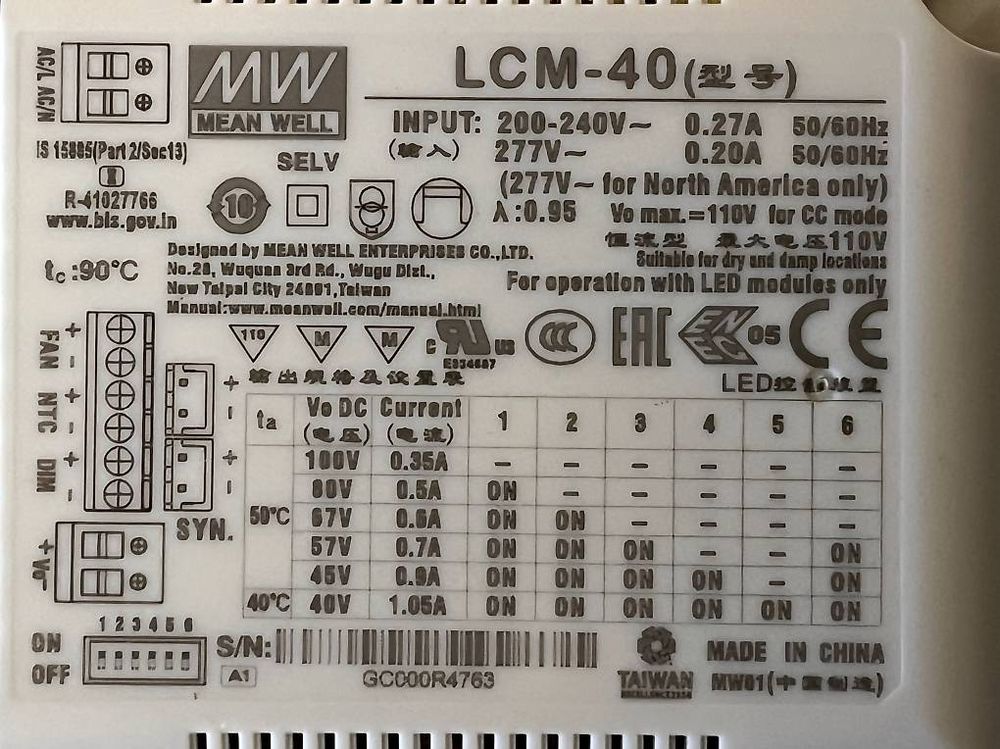 AC/L AC/N
MW
MEAN WELL
LCM-40(型号)
INPUT: 200-240V~ 0.27A 50/60Hz
(输入) 277V~ 0.20A 50/60Hz
(277V~ for North America only)
λ:0.95 Vo max.=110V for CC mode
恒流型 最大电压110V
Suitable for dry and damp locations
For operation with LED modules only
IS 15885(Part 2/Sec13)
R-41027766
www.bis.gov.in
SELV
10
tc:90°C
Designed by MEAN WELL ENTERPRISES CO.,LTD.
No.28, Wuquan 3rd Rd., Wugu Dist.,
New Taipei City 24891,Taiwan
Manual:www.meanwell.com/manual.html
110 M M c RU us CCC EAC ENEC 05 CE
LED控制装置
输出规格及设置表
FAN + -
NTC + -
DIM + -
+ -
+ -
SYN.
+Vo-
ta Vo DC Current 1 2 3 4 5 6
(电压) (电流)
100V 0.35A – – – – – –
80V 0.5A ON – – – – –
50°C 67V 0.6A ON ON – – – –
57V 0.7A ON ON ON – – ON
45V 0.9A ON ON ON ON – ON
40°C 40V 1.05A ON ON ON ON ON ON
1 2 3 4 5 6
ON
OFF
A1
S/N:
GC000R4763
TAIWAN
MADE IN CHINA
MW01(中国制造)